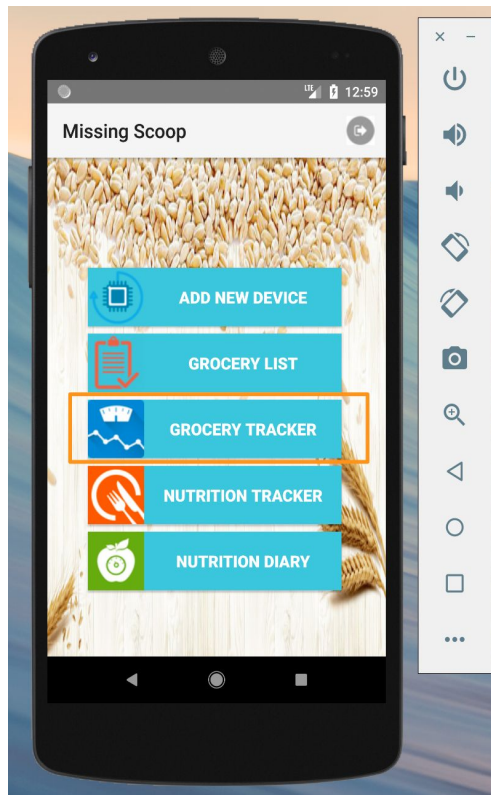 LTE 12:59
Missing Scoop
ADD NEW DEVICE
GROCERY LIST
GROCERY TRACKER
NUTRITION TRACKER
NUTRITION DIARY